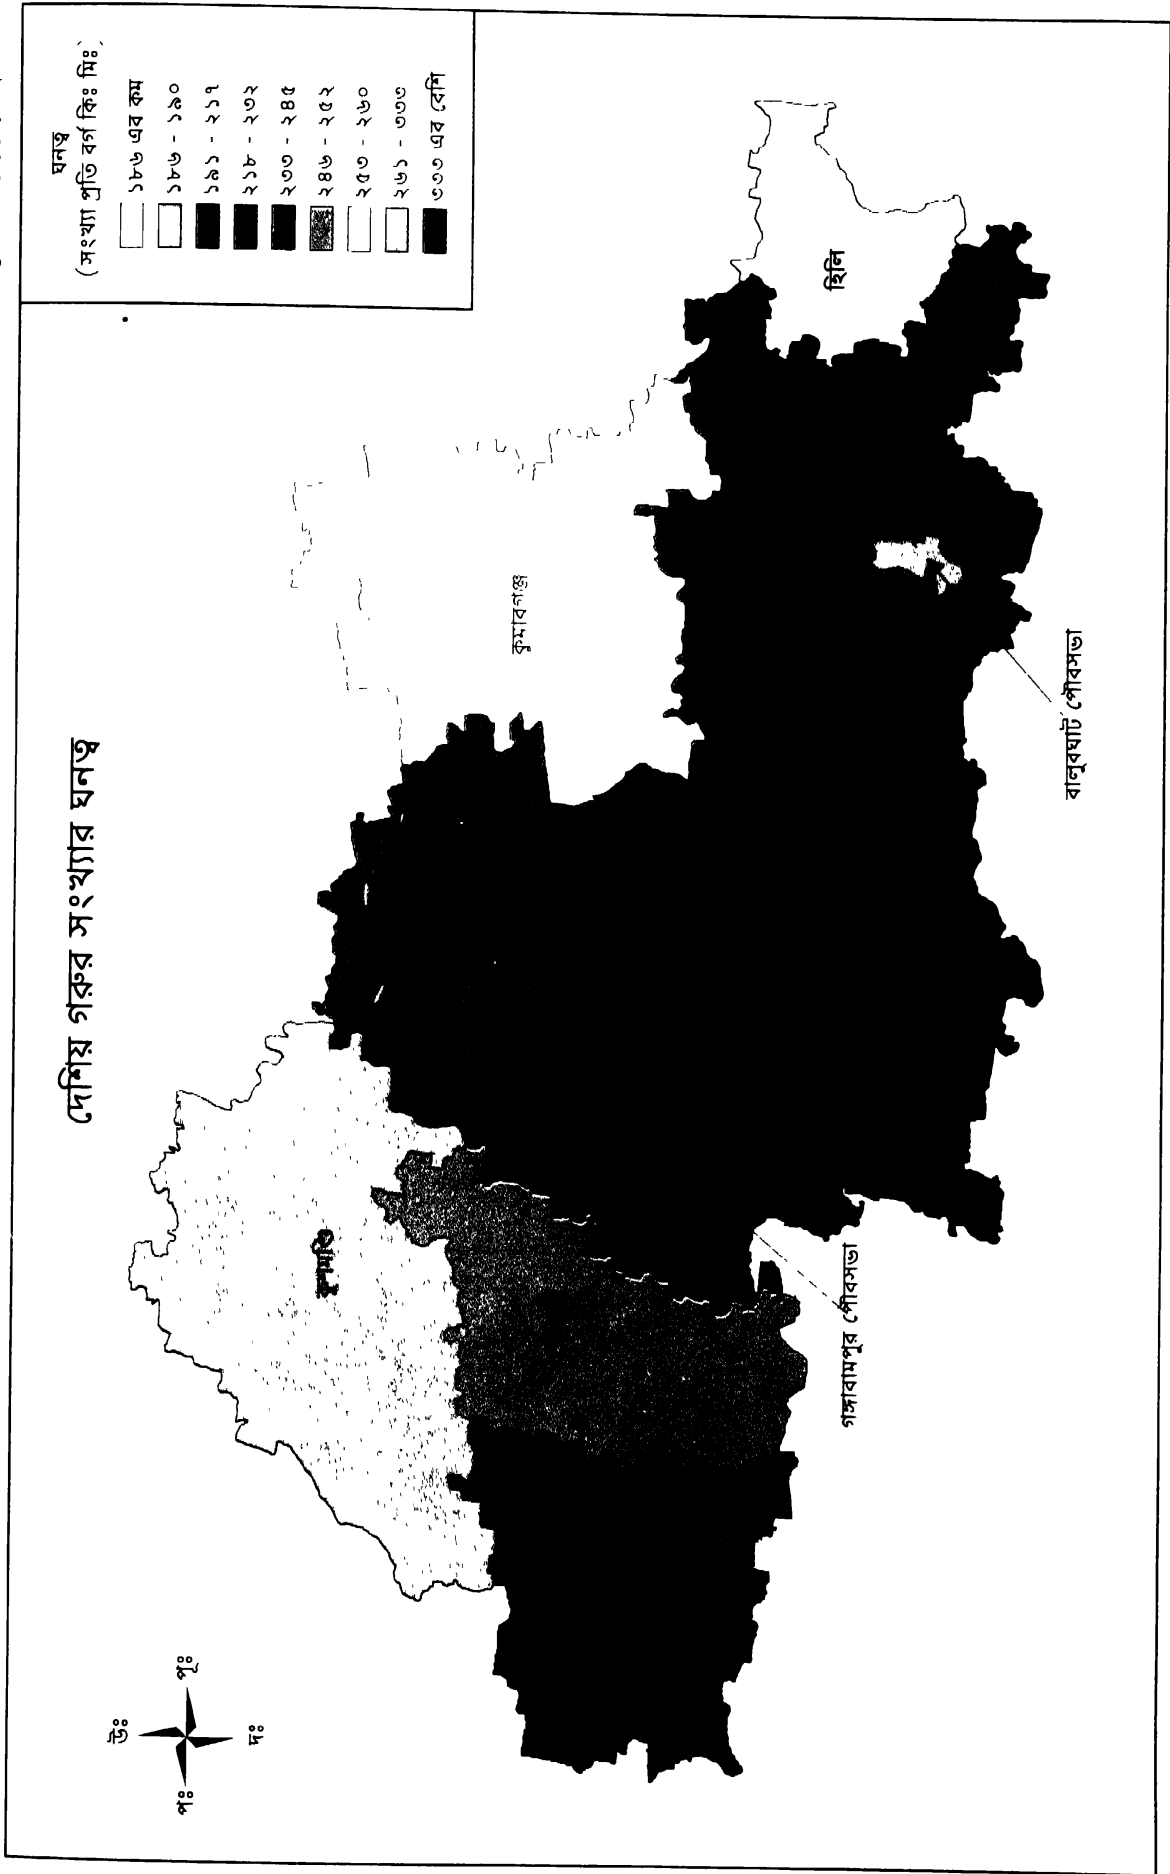 দেশিয় গরুর সংখ্যার ঘনত্ব
ঘনত্ব
(সংখ্যা প্রতি বর্গ কিঃ মিঃ)
১৮৬ এর কম
১৮৬ - ১৯০
১৯১ - ২১৭
২১৮ - ২৩২
২৩৩ - ২৪৫
২৪৬ - ২৫২
২৫৩ - ২৬০
২৬১ - ৩৩৩
৩৩৩ এর বেশি
উঃ
পঃ
পূঃ
দঃ
কুশমন্ডি
কুমারগঞ্জ
হিলি
গঙ্গারামপুর পৌরসভা
বালুরঘাট পৌরসভা